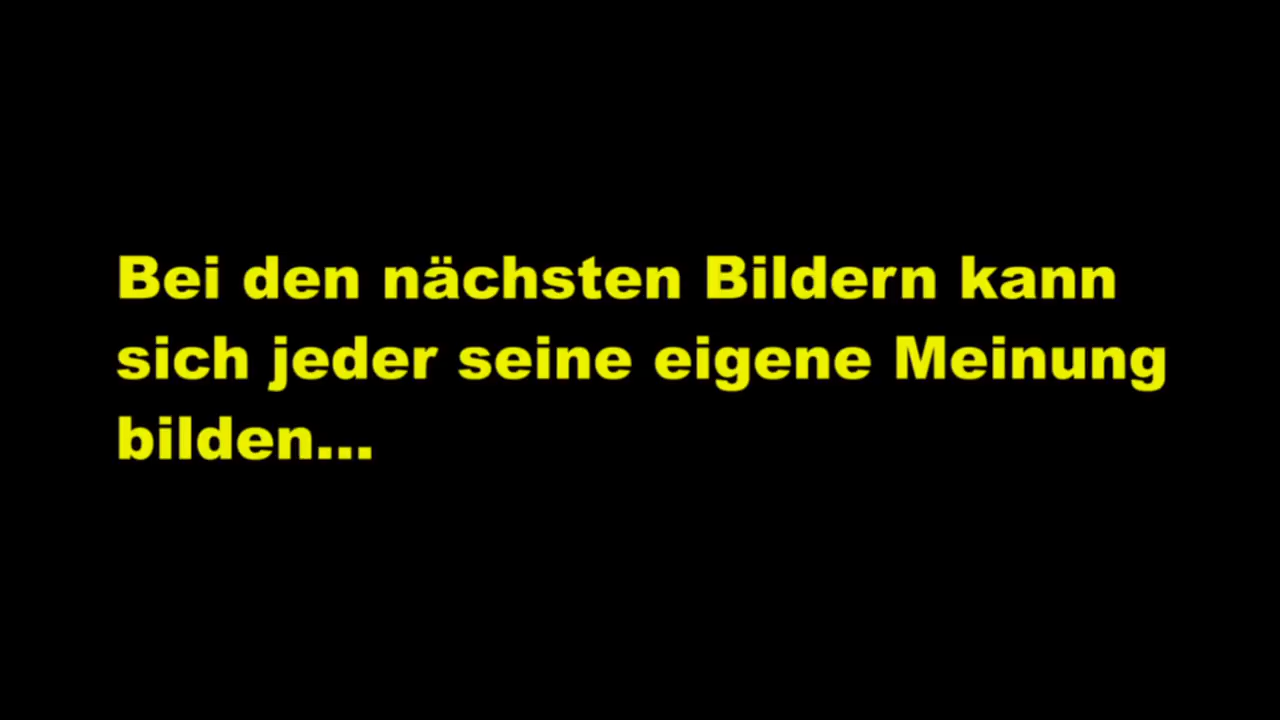 Bei den nächsten Bildern kann
sich jeder seine eigene Meinung
bilden...